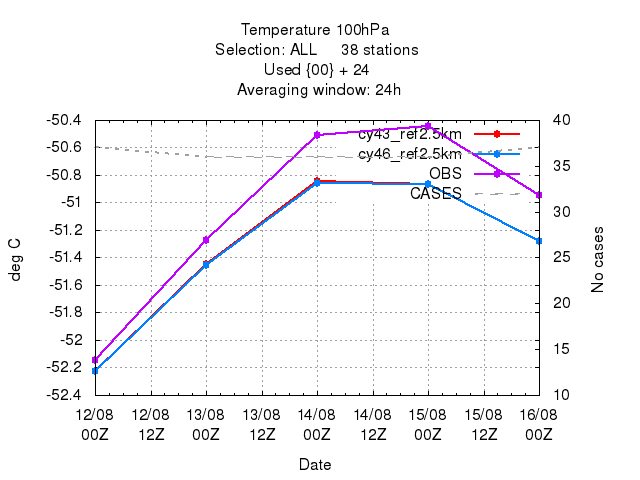 Temperature 100hPa
Selection: ALL 38 stations
Used {00} + 24
Averaging window: 24h
-50.4
-50.6
-50.8
-51
-51.2
-51.4
-51.6
-51.8
-52
-52.2
-52.4
deg C
40
35
30
25
20
15
10
No cases
cy43_ref2.5km
cy46_ref2.5km
OBS
CASES
12/08 12/08 13/08 13/08 14/08 14/08 15/08 15/08 16/08
00Z 12Z 00Z 12Z 00Z 12Z 00Z 12Z 00Z
Date